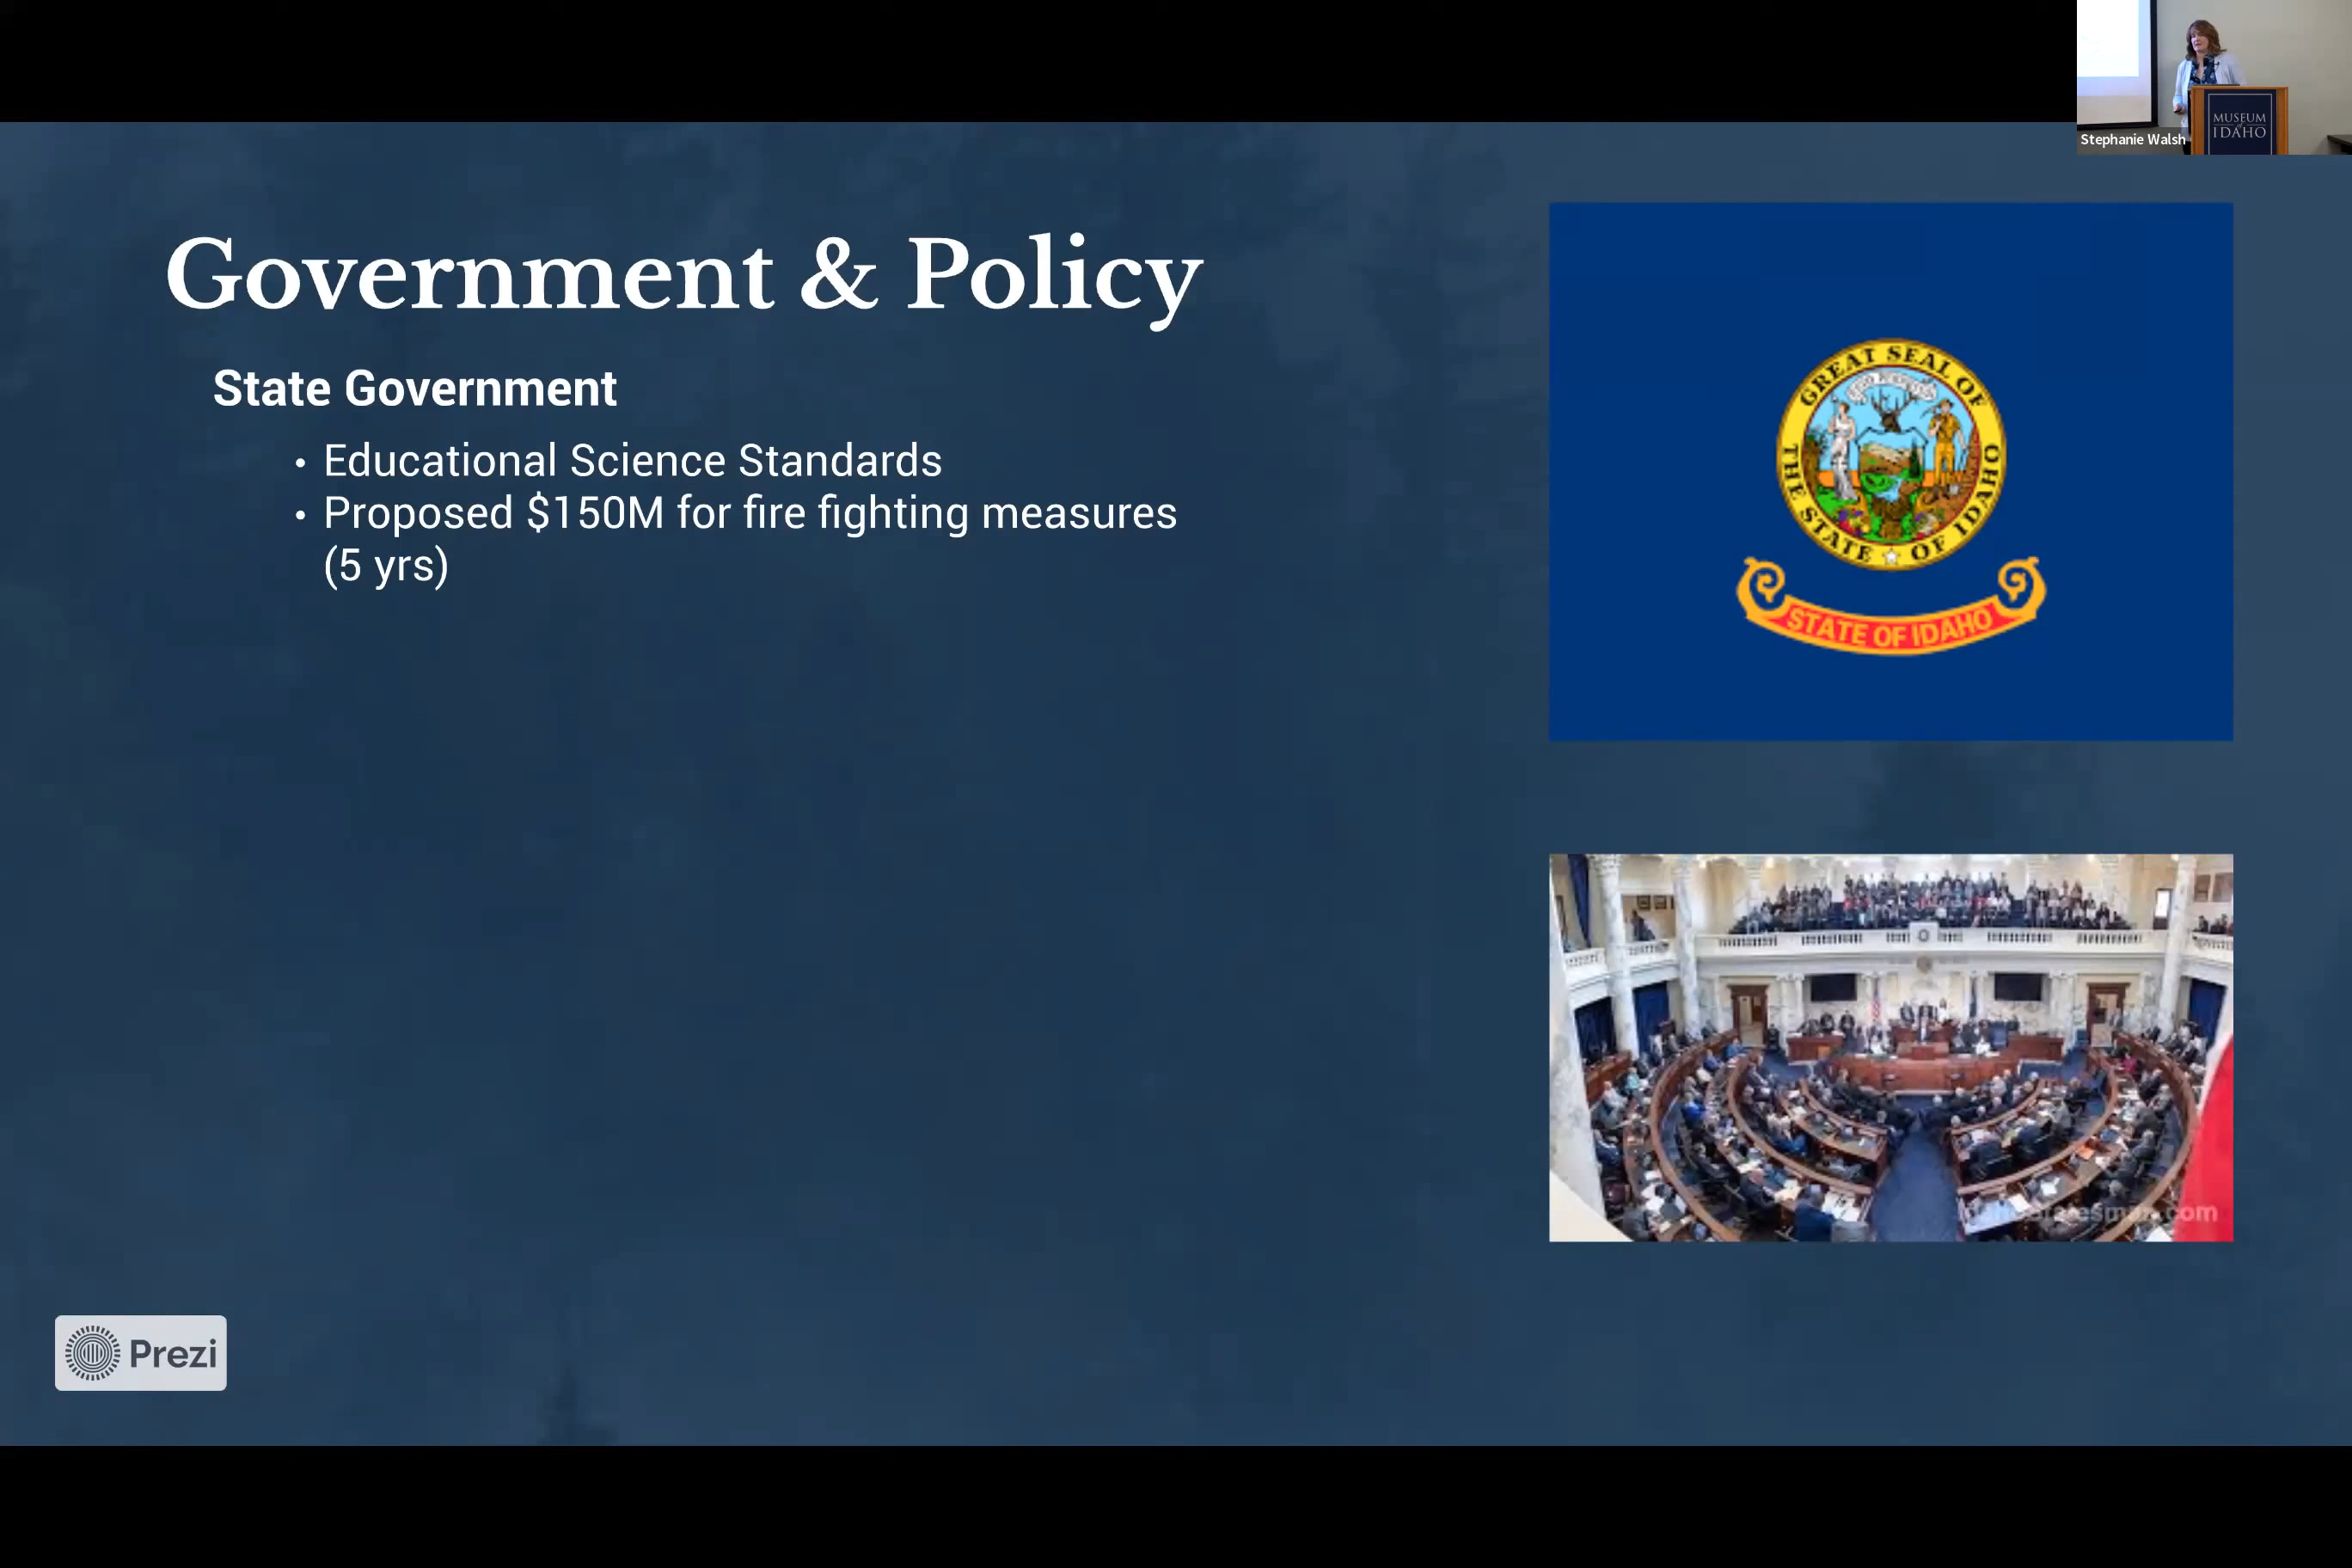 Government & Policy
State Government
• Educational Science Standards
• Proposed $150M for fire fighting measures
(5 yrs)
GREAT SEAL OF
THE STATE OF IDAHO
STATE OF IDAHO
Prezi
Stephanie Walsh
MUSEUM
of
IDAHO